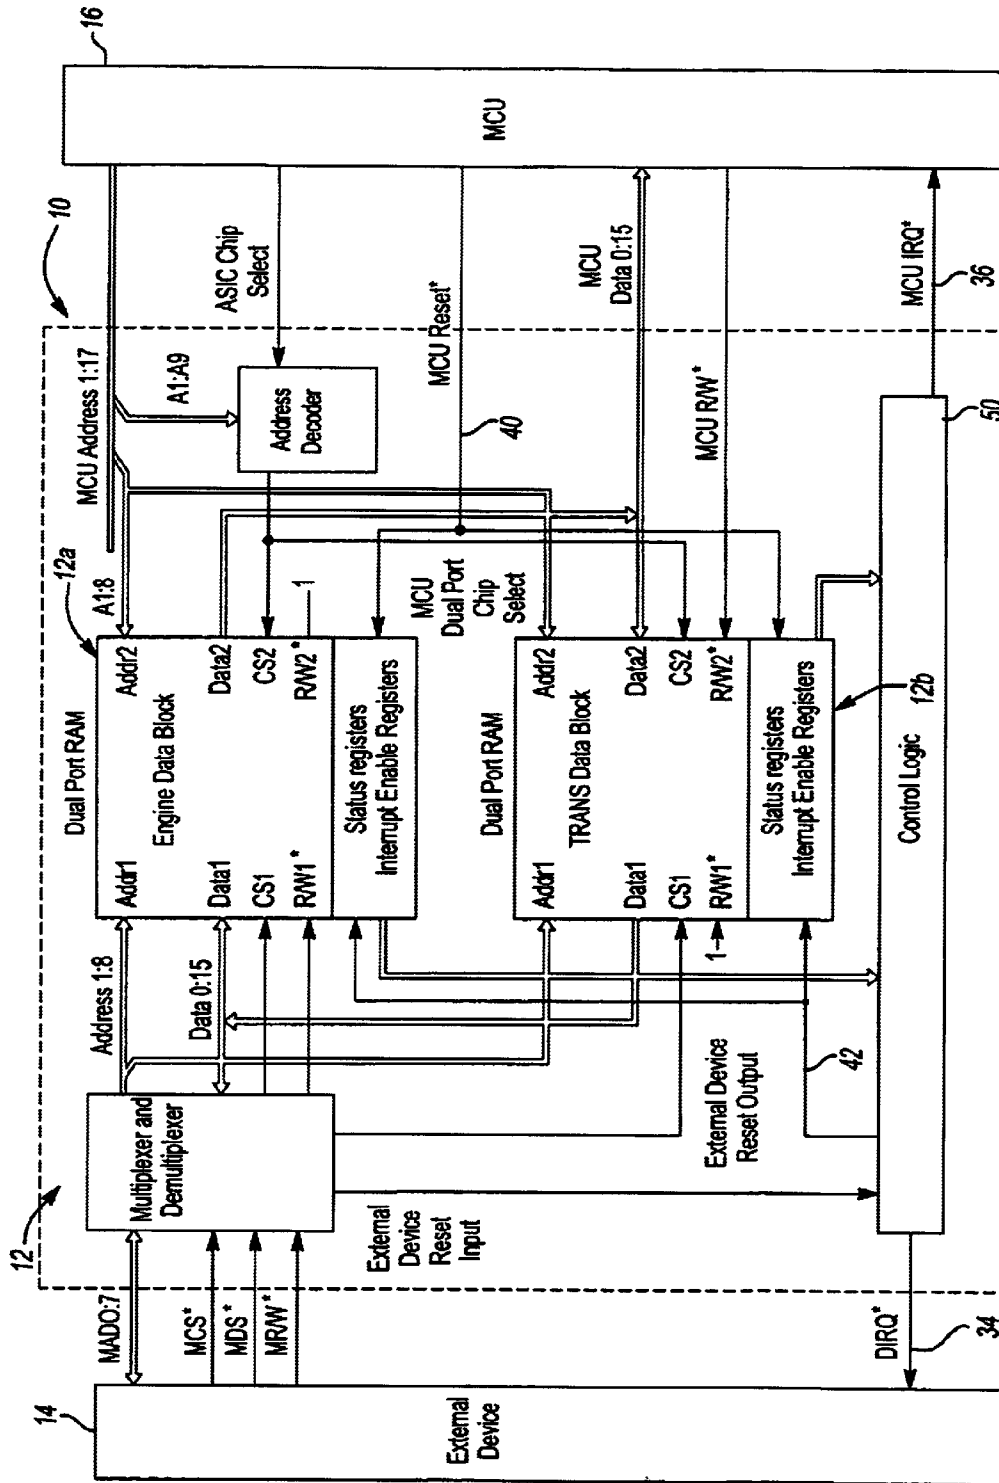 16
MCU
10
ASIC Chip
Select
MCU Reset*
40
MCU
Data 0:15
MCU R/W*
MCU IRQ*
36
MCU Address 1:17
A1:A9
Address
Decoder
50
A1:8
12a
1
MCU
Dual Port
Chip
Select
12b
Dual Port RAM
Addr2
Data2
CS2
R/W2*
Engine Data Block
Status registers
Interrupt Enable Registers
Addr1
Data1
CS1
R/W1*
Dual Port RAM
Addr2
Data2
CS2
R/W2*
TRANS Data Block
Status registers
Interrupt Enable Registers
Addr1
Data1
CS1
R/W1*
1
Control Logic
Address 1:8
Data 0:15
External Device
Reset Output
42
Multiplexer and
Demultiplexer
12
External
Device
Reset
Input
MADO:7
MCS*
MDS*
MR/W*
DIRQ*
34
14
External
Device